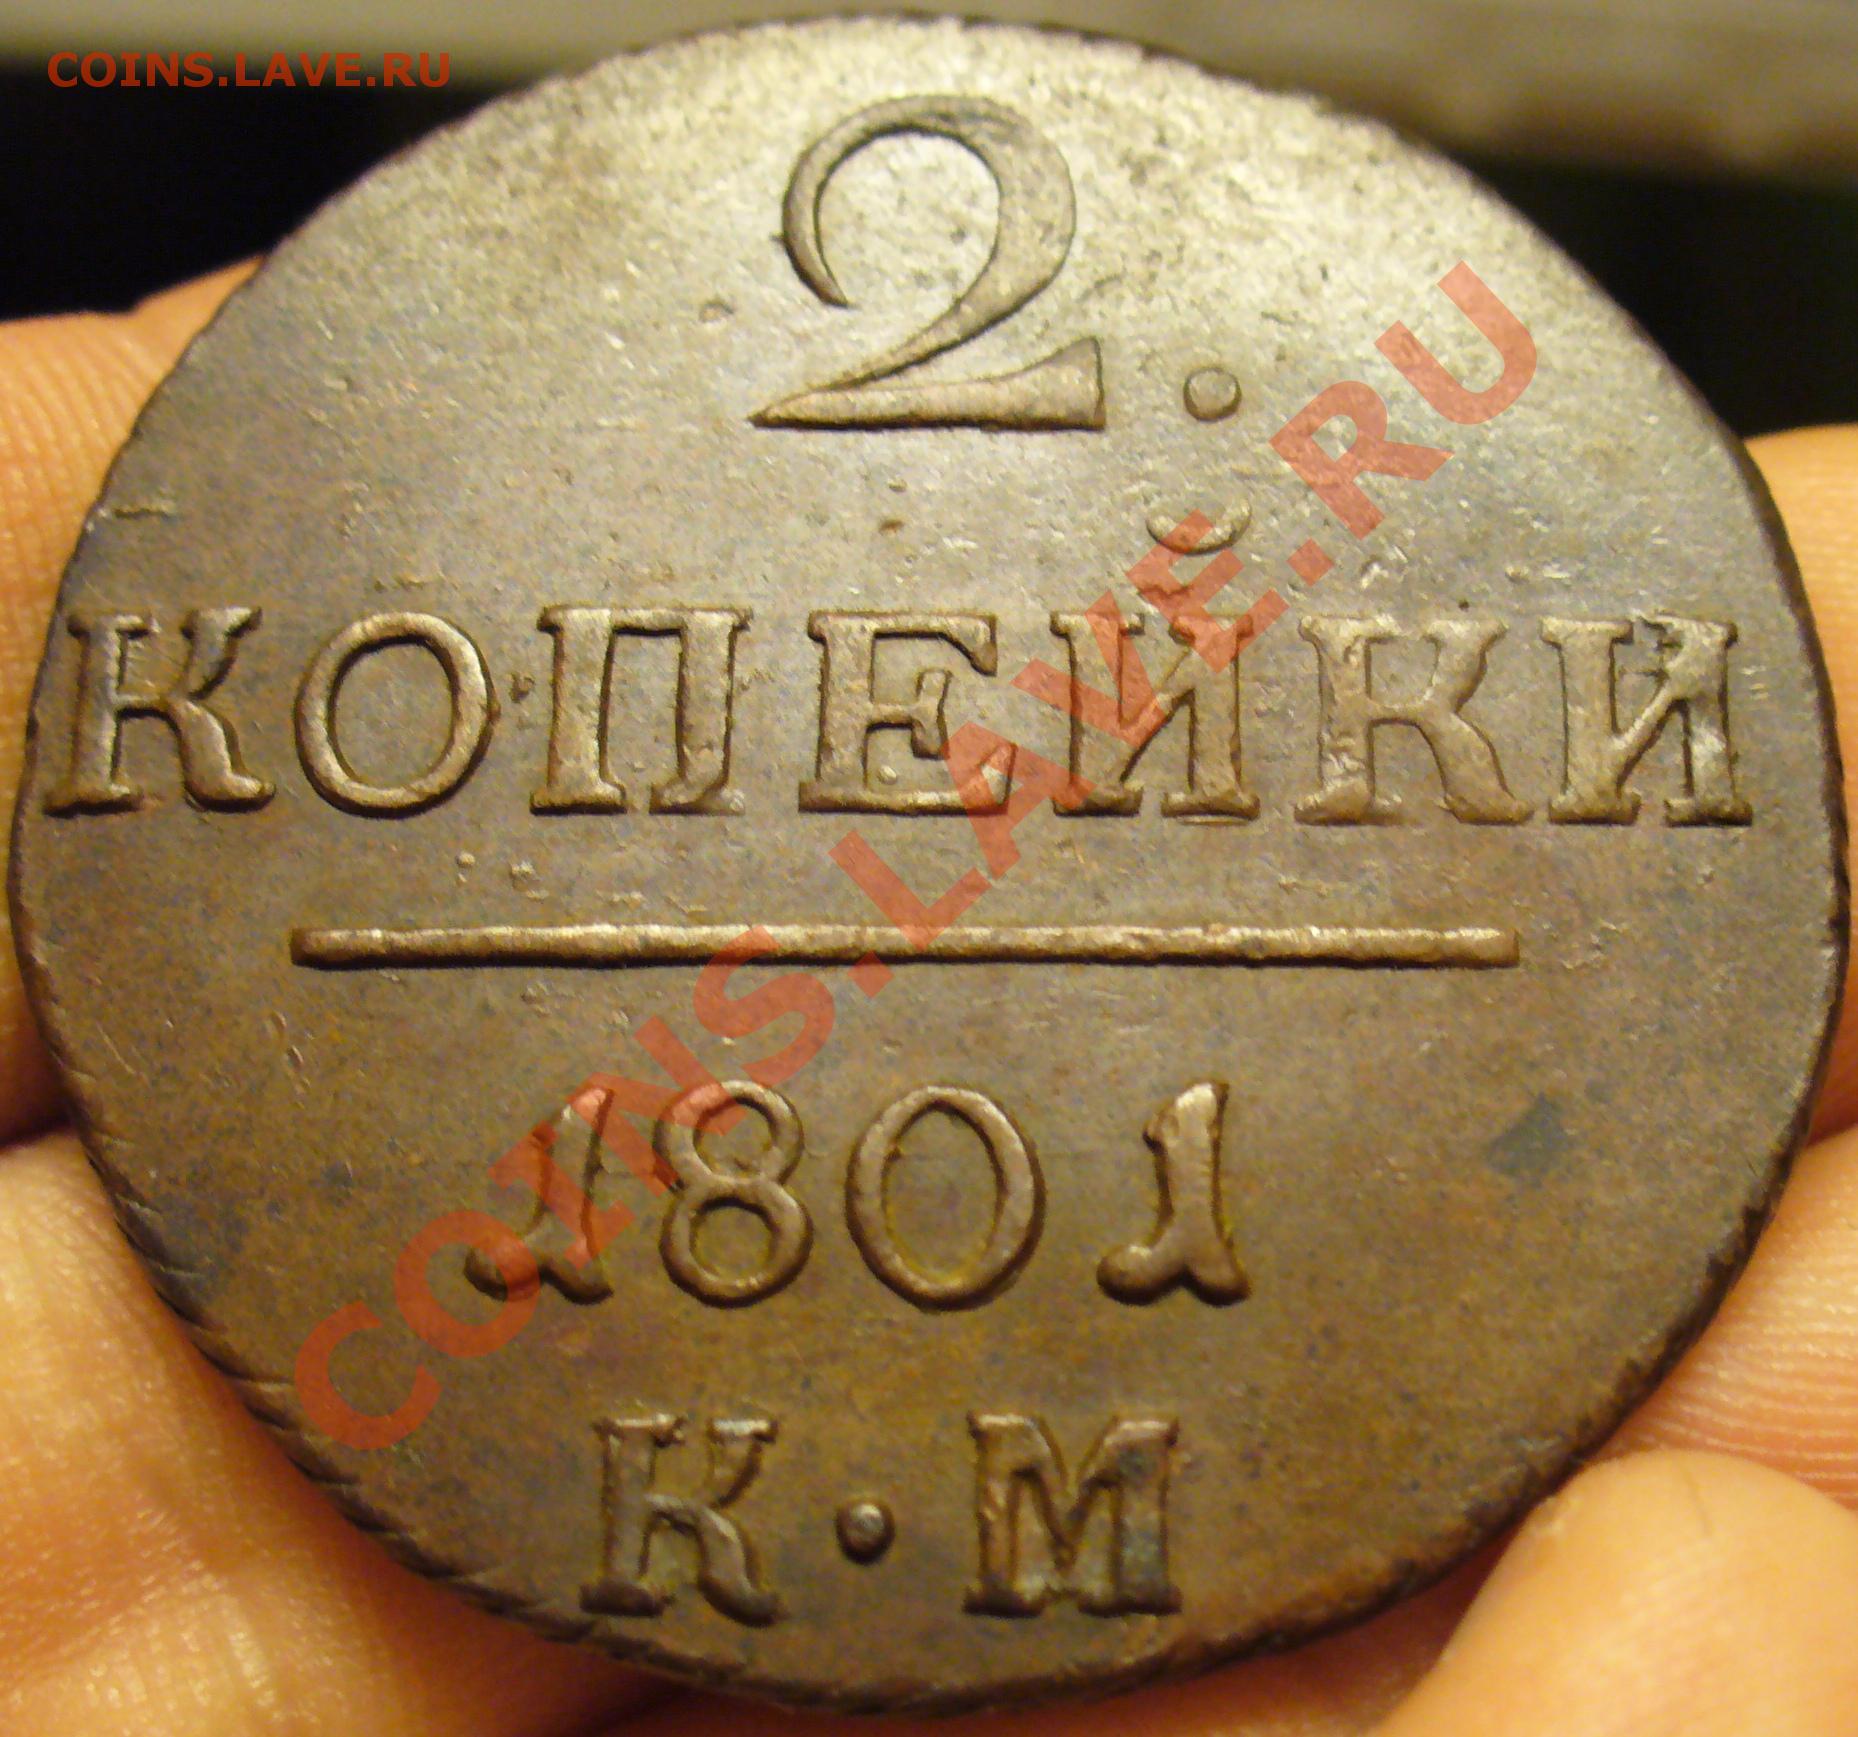 COINS.LAVE.RU
2.
КОПЕЙКИ
1801
К·М
COINS.LAVE.RU